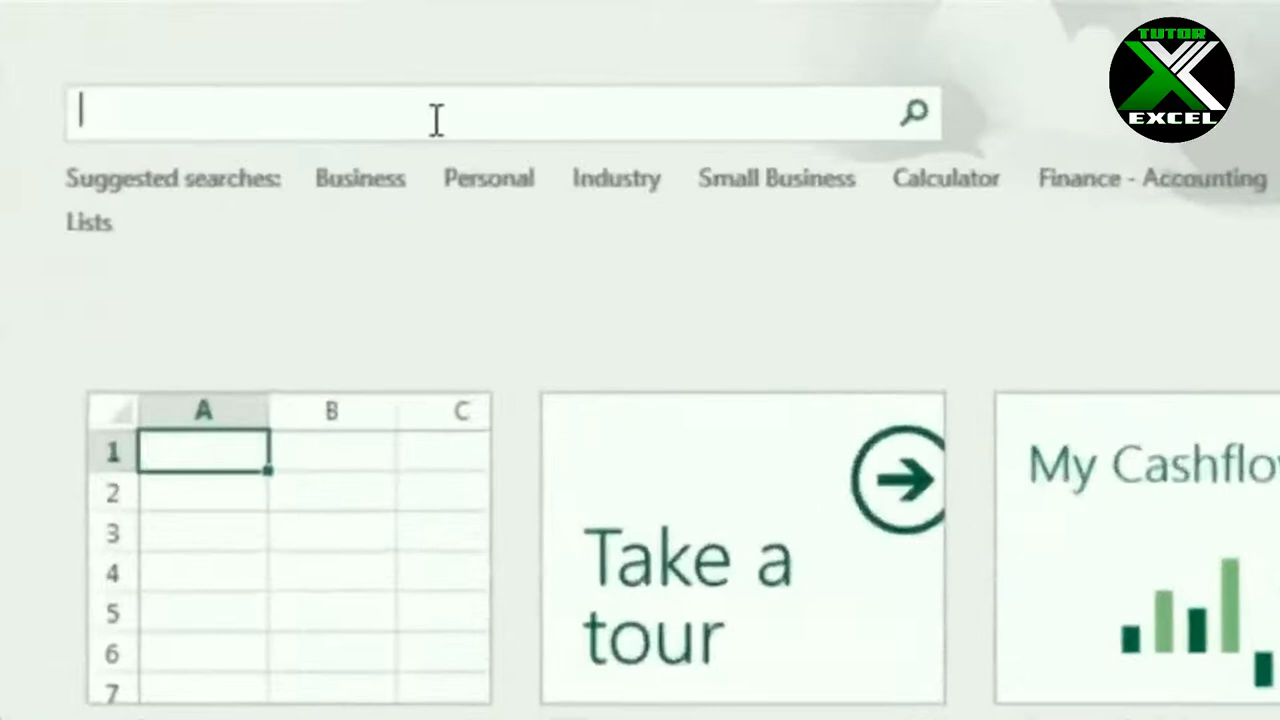 TUTOR
EXCEL
Suggested searches: Business Personal Industry Small Business Calculator Finance - Accounting
Lists
A B C
1
2
3
4
5
6
7
Take a
tour
My Cashflo